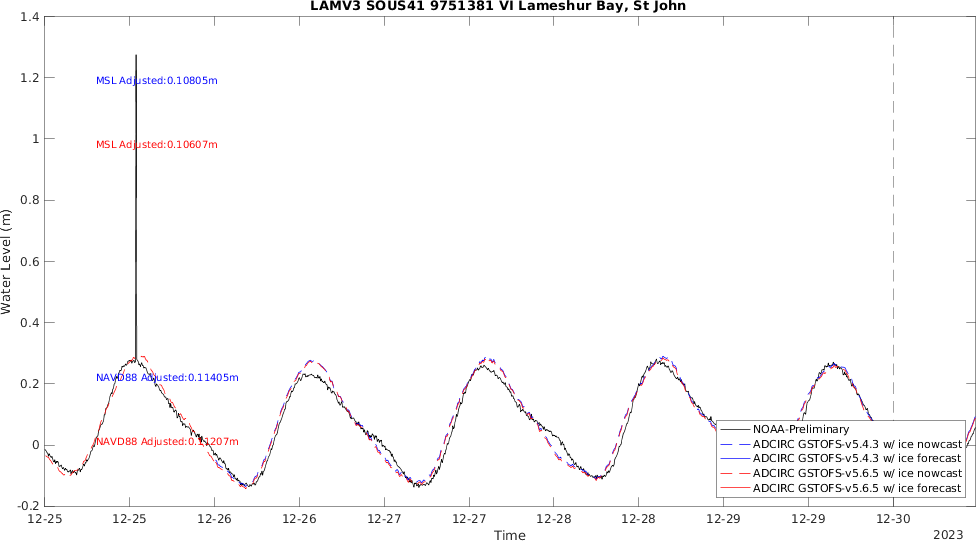 LAMV3 SOUS41 9751381 VI Lameshur Bay, St John
1.4
1.2
1
0.8
0.6
0.4
0.2
0
-0.2
Water Level (m)
MSL Adjusted:0.10805m
MSL Adjusted:0.10607m
NAVD88 Adjusted:0.11405m
NAVD88 Adjusted:0.11207m
NOAA-Preliminary
ADCIRC GSTOFS-v5.4.3 w/ ice nowcast
ADCIRC GSTOFS-v5.4.3 w/ ice forecast
ADCIRC GSTOFS-v5.6.5 w/ ice nowcast
ADCIRC GSTOFS-v5.6.5 w/ ice forecast
12-25 12-25 12-26 12-26 12-27 12-27 12-28 12-28 12-29 12-29 12-30
Time
2023